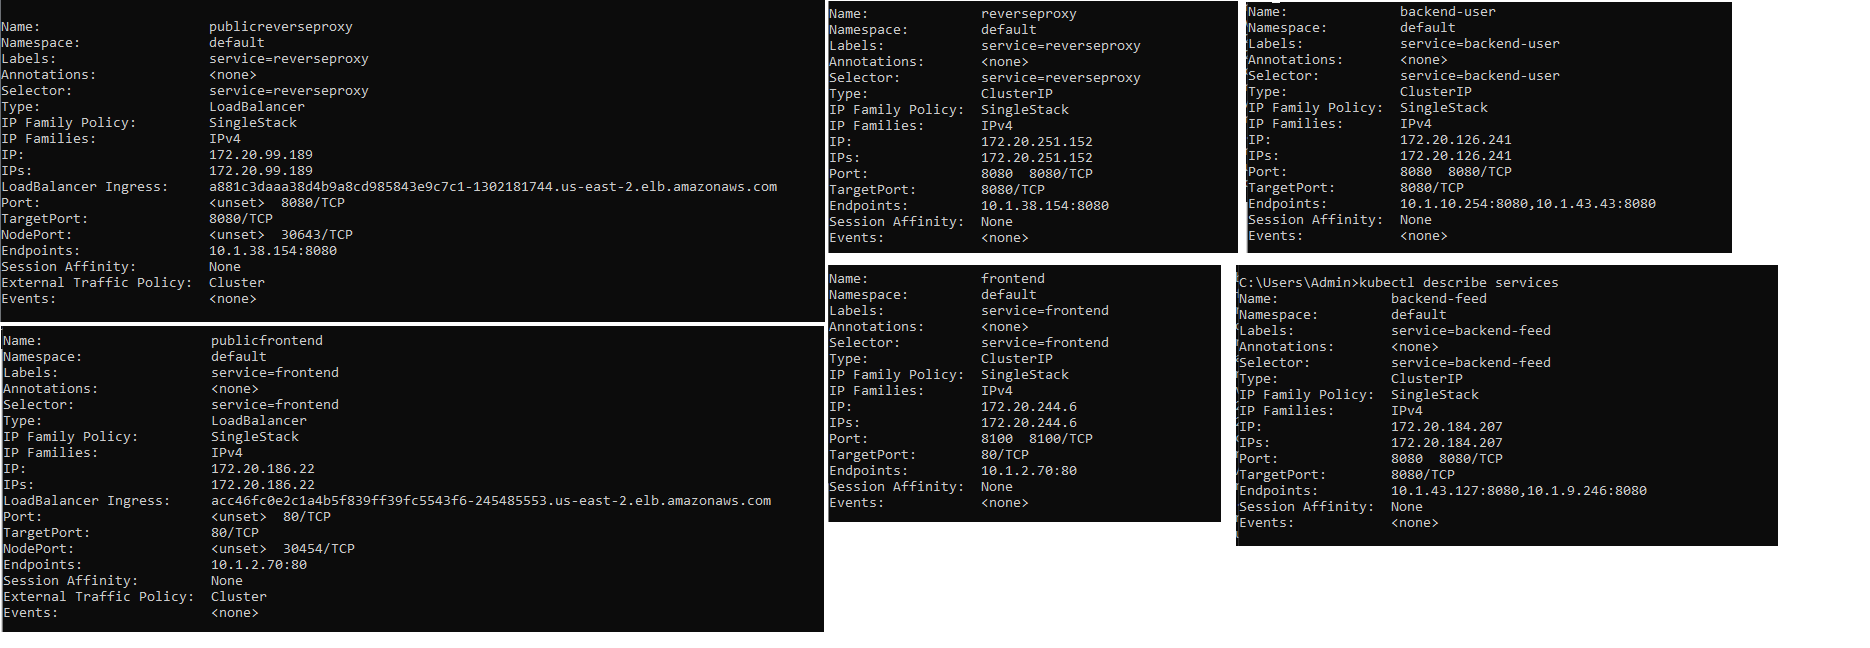 Name:                     publicreverseproxy
Namespace:                default
Labels:                   service=reverseproxy
Annotations:              <none>
Selector:                 service=reverseproxy
Type:                     LoadBalancer
IP Family Policy:         SingleStack
IP Families:              IPv4
IP:                       172.20.99.189
IPs:                      172.20.99.189
LoadBalancer Ingress:     a881c3daaa38d4b9a8cd985843e9c7c1-1302181744.us-east-2.elb.amazonaws.com
Port:                     <unset>  8080/TCP
TargetPort:               8080/TCP
NodePort:                 <unset>  30643/TCP
Endpoints:                10.1.38.154:8080
Session Affinity:         None
External Traffic Policy:  Cluster
Events:                   <none>
Name:                     publicfrontend
Namespace:                default
Labels:                   service=frontend
Annotations:              <none>
Selector:                 service=frontend
Type:                     LoadBalancer
IP Family Policy:         SingleStack
IP Families:              IPv4
IP:                       172.20.186.22
IPs:                      172.20.186.22
LoadBalancer Ingress:     acc46fc0e2c1a4b5f839ff39fc5543f6-245485553.us-east-2.elb.amazonaws.com
Port:                     <unset>  80/TCP
TargetPort:               80/TCP
NodePort:                 <unset>  30454/TCP
Endpoints:                10.1.2.70:80
Session Affinity:         None
External Traffic Policy:  Cluster
Events:                   <none>
Name:              reverseproxy
Namespace:         default
Labels:            service=reverseproxy
Annotations:       <none>
Selector:          service=reverseproxy
Type:              ClusterIP
IP Family Policy:  SingleStack
IP Families:       IPv4
IP:                172.20.251.152
IPs:               172.20.251.152
Port:              8080  8080/TCP
TargetPort:        8080/TCP
Endpoints:         10.1.38.154:8080
Session Affinity:  None
Events:            <none>
Name:              frontend
Namespace:         default
Labels:            service=frontend
Annotations:       <none>
Selector:          service=frontend
Type:              ClusterIP
IP Family Policy:  SingleStack
IP Families:       IPv4
IP:                172.20.244.6
IPs:               172.20.244.6
Port:              8100  8100/TCP
TargetPort:        80/TCP
Endpoints:         10.1.2.70:80
Session Affinity:  None
Events:            <none>
Name:              backend-user
Namespace:         default
Labels:            service=backend-user
Annotations:       <none>
Selector:          service=backend-user
Type:              ClusterIP
IP Family Policy:  SingleStack
IP Families:       IPv4
IP:                172.20.126.241
IPs:               172.20.126.241
Port:              8080  8080/TCP
TargetPort:        8080/TCP
Endpoints:         10.1.10.254:8080,10.1.43.43:8080
Session Affinity:  None
Events:            <none>
C:\Users\Admin>kubectl describe services
Name:              backend-feed
Namespace:         default
Labels:            service=backend-feed
Annotations:       <none>
Selector:          service=backend-feed
Type:              ClusterIP
IP Family Policy:  SingleStack
IP Families:       IPv4
IP:                172.20.184.207
IPs:               172.20.184.207
Port:              8080  8080/TCP
TargetPort:        8080/TCP
Endpoints:         10.1.43.127:8080,10.1.9.246:8080
Session Affinity:  None
Events:            <none>